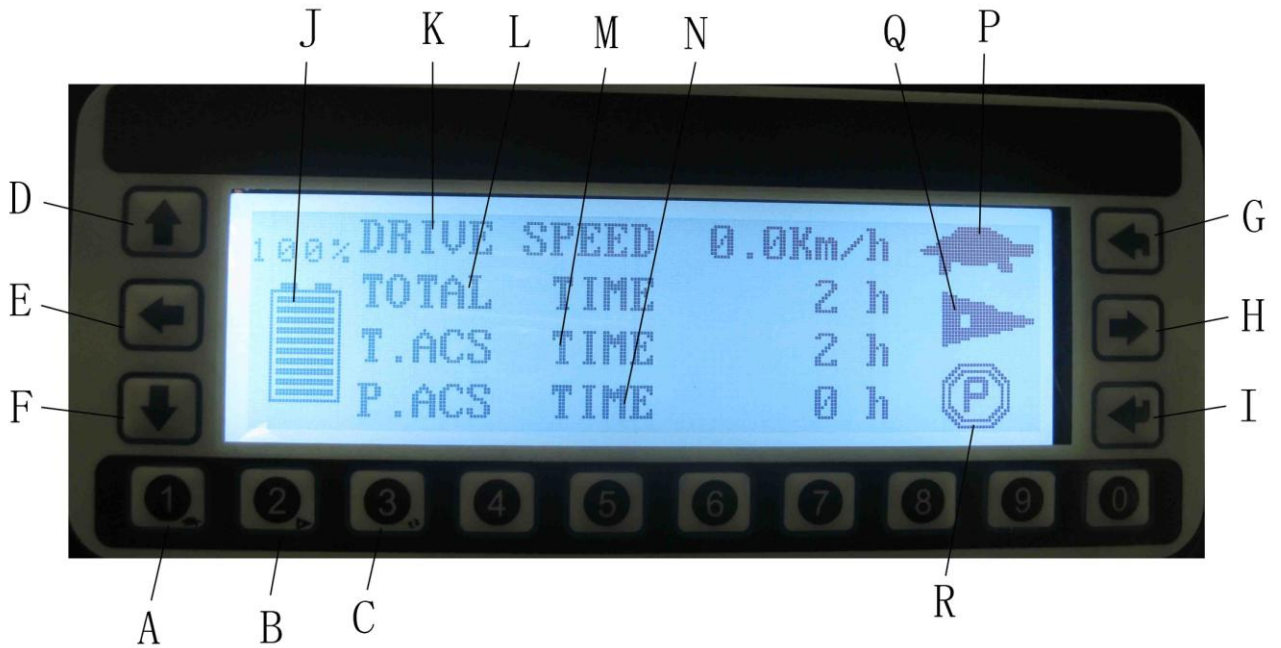 J K L M N Q P
D
G
100% DRIVE SPEED 0.0Km/h
TOTAL TIME 2 h
E
H
T.ACS TIME 2 h
P.ACS TIME 0 h
P
F
I
1 2 3 4 5 6 7 8 9 0
A B C R